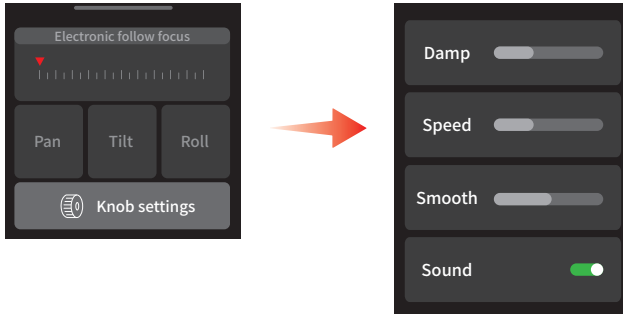 Electronic follow focus
Pan Tilt Roll
Knob settings
Damp
Speed
Smooth
Sound